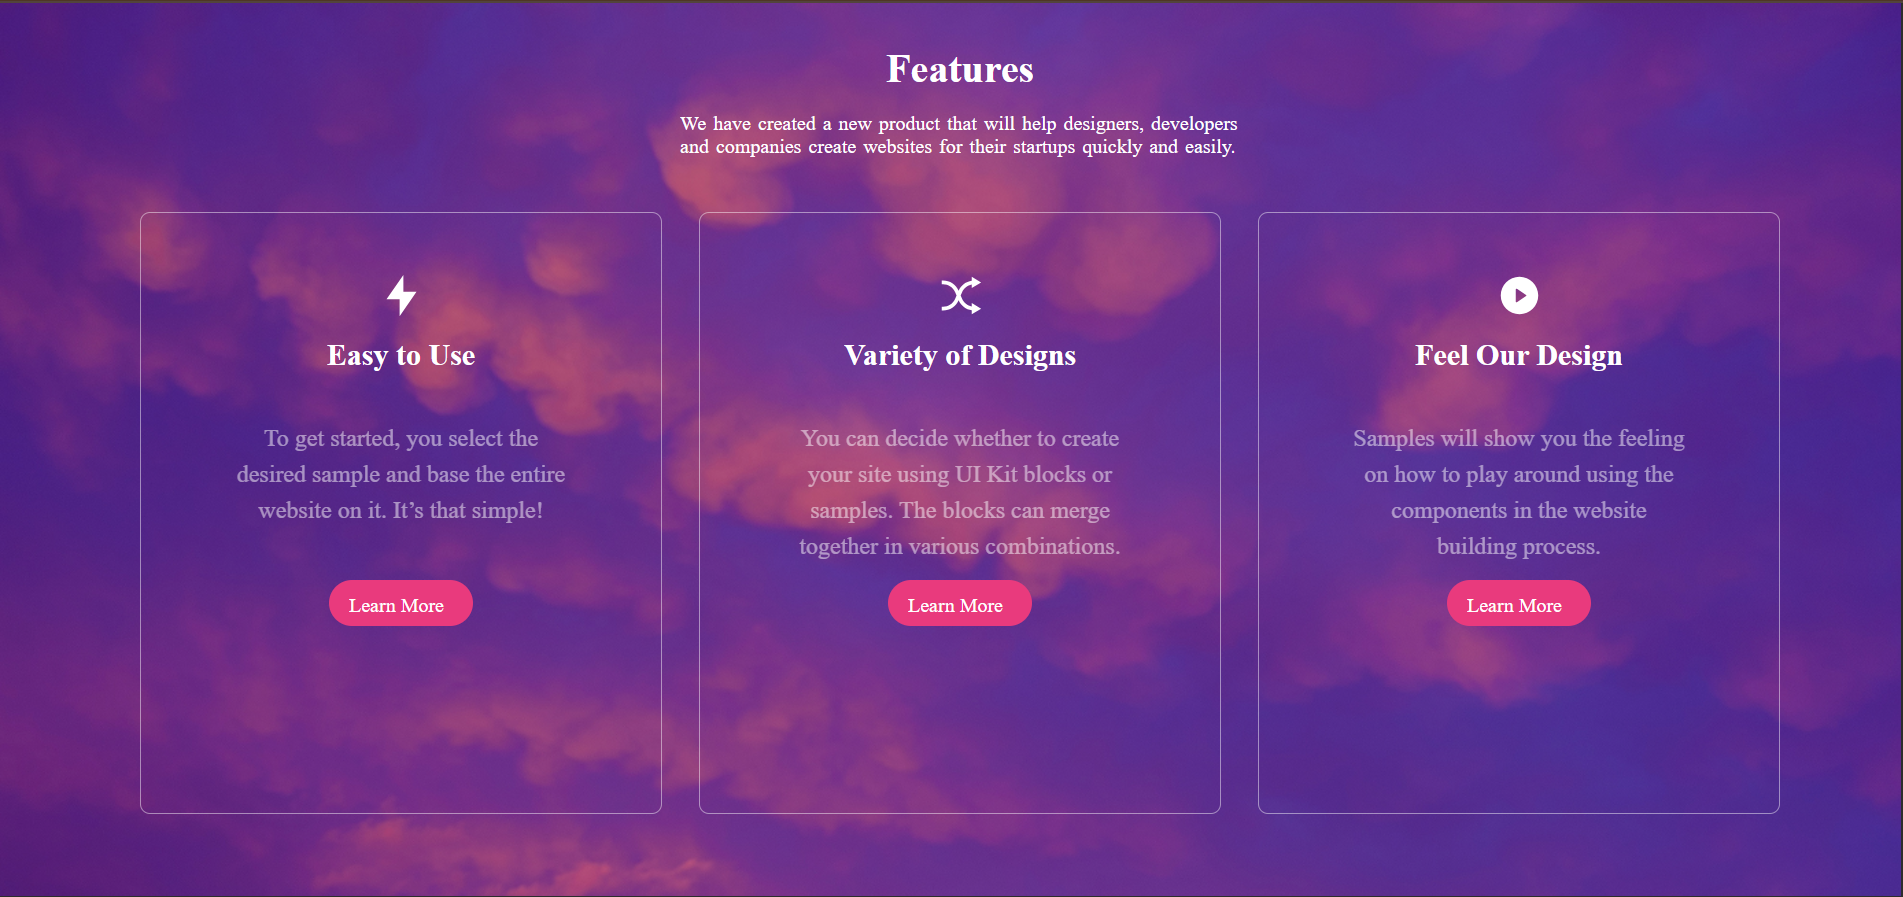 Features
We have created a new product that will help designers, developers
and companies create websites for their startups quickly and easily.
Easy to Use
To get started, you select the
desired sample and base the entire
website on it. It’s that simple!
Learn More
Variety of Designs
You can decide whether to create
your site using UI Kit blocks or
samples. The blocks can merge
together in various combinations.
Learn More
Feel Our Design
Samples will show you the feeling
on how to play around using the
components in the website
building process.
Learn More